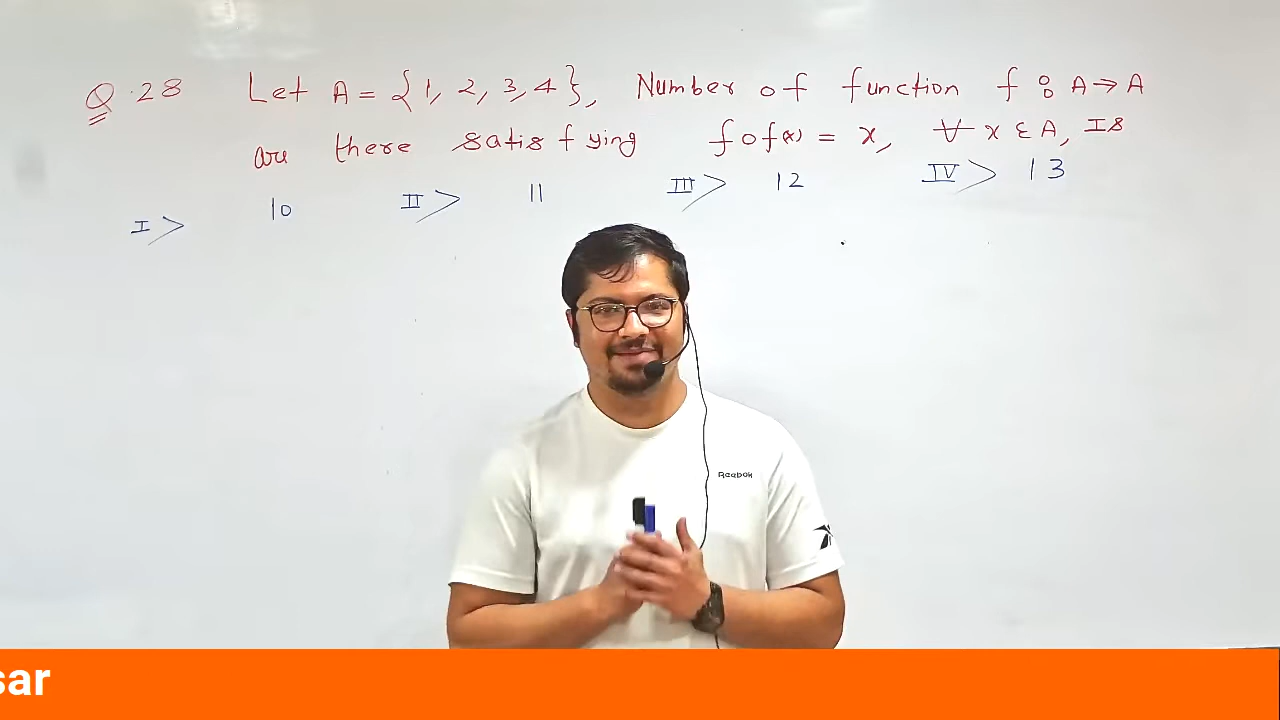 Q.28 Let A = {1, 2, 3, 4}, Number of function f : A → A
are there satisfying fof(x) = x, ∀ x ∈ A, Is
I> 10 II> 11 III> 12 IV> 13
Reebok
sar